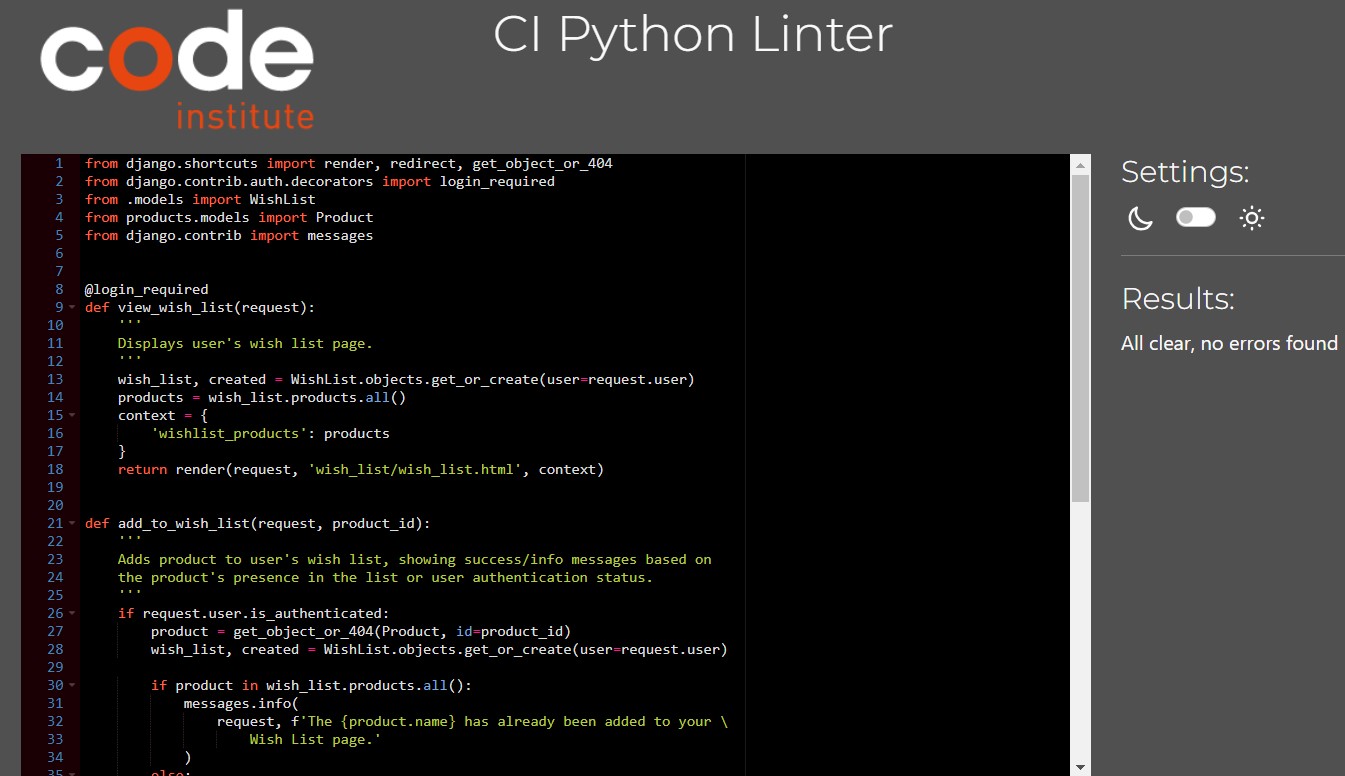 code
institute
CI Python Linter
1 from django.shortcuts import render, redirect, get_object_or_404
2 from django.contrib.auth.decorators import login_required
3 from .models import WishList
4 from products.models import Product
5 from django.contrib import messages
6
7
8 @login_required
9 def view_wish_list(request):
10     '''
11     Displays user's wish list page.
12     '''
13     wish_list, created = WishList.objects.get_or_create(user=request.user)
14     products = wish_list.products.all()
15     context = {
16         'wishlist_products': products
17     }
18     return render(request, 'wish_list/wish_list.html', context)
19
20
21 def add_to_wish_list(request, product_id):
22     '''
23     Adds product to user's wish list, showing success/info messages based on
24     the product's presence in the list or user authentication status.
25     '''
26     if request.user.is_authenticated:
27         product = get_object_or_404(Product, id=product_id)
28         wish_list, created = WishList.objects.get_or_create(user=request.user)
29
30         if product in wish_list.products.all():
31             messages.info(
32                 request, f'The {product.name} has already been added to your \
33                     Wish List page.'
34             )
35         else:
Settings:
Results:
All clear, no errors found